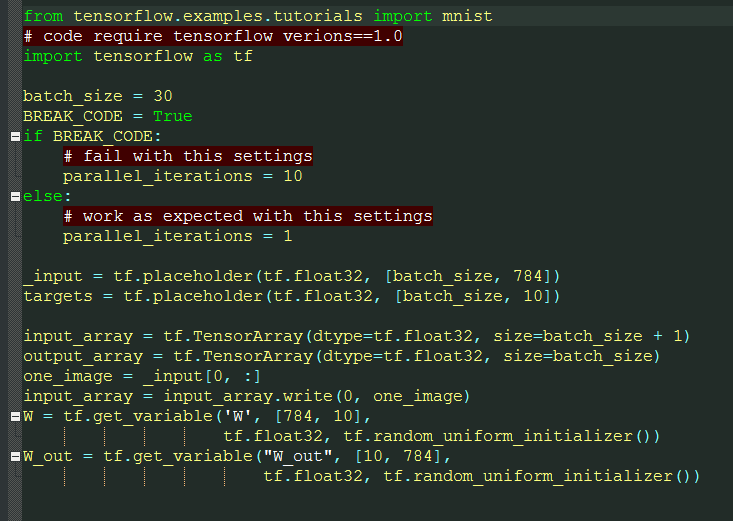 from tensorflow.examples.tutorials import mnist
# code require tensorflow verions==1.0
import tensorflow as tf
batch_size = 30
BREAK_CODE = True
if BREAK_CODE:
# fail with this settings
parallel_iterations = 10
else:
# work as expected with this settings
parallel_iterations = 1
_input = tf.placeholder(tf.float32, [batch_size, 784])
targets = tf.placeholder(tf.float32, [batch_size, 10])
input_array = tf.TensorArray(dtype=tf.float32, size=batch_size + 1)
output_array = tf.TensorArray(dtype=tf.float32, size=batch_size)
one_image = _input[0, :]
input_array = input_array.write(0, one_image)
W = tf.get_variable('W', [784, 10],
tf.float32, tf.random_uniform_initializer())
W_out = tf.get_variable("W_out", [10, 784],
tf.float32, tf.random_uniform_initializer())